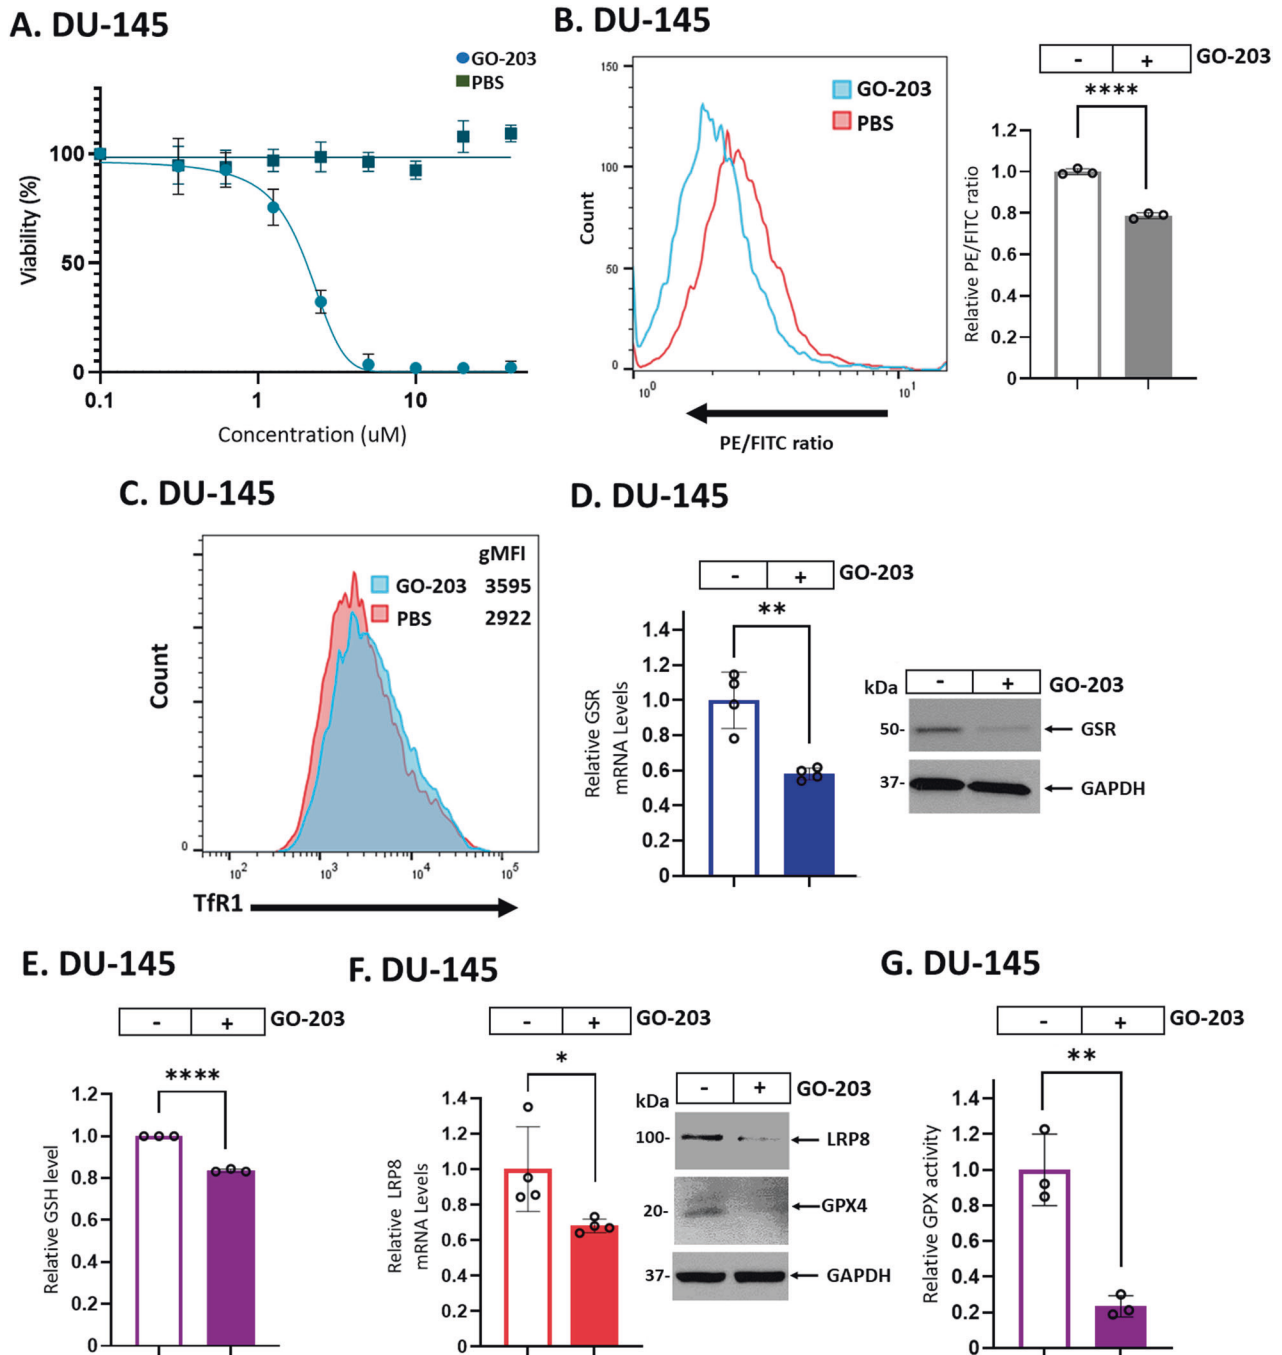 A. DU-145
GO-203
PBS
Viability (%)
100
50
0
0.1
1
10
Concentration (uM)
B. DU-145
Count
150
100
50
0
GO-203
PBS
10⁰
10¹
PE/FITC ratio
- + GO-203
****
Relative PE/FITC ratio
1.2
1.0
0.8
0.6
0.4
0.2
0
C. DU-145
gMFI
GO-203 3595
PBS 2922
Count
0
10²
10³
10⁴
10⁵
TfR1
D. DU-145
- + GO-203
**
Relative GSR
mRNA Levels
1.4
1.2
1.0
0.8
0.6
0.4
0.2
0
kDa - + GO-203
50- GSR
37- GAPDH
E. DU-145
- + GO-203
****
Relative GSH level
1.2
1.0
0.8
0.6
0.4
0.2
0
F. DU-145
- + GO-203
*
Relative LRP8
mRNA Levels
1.4
1.2
1.0
0.8
0.6
0.4
0.2
0
kDa - + GO-203
100- LRP8
20- GPX4
37- GAPDH
G. DU-145
- + GO-203
**
Relative GPX activity
1.4
1.2
1.0
0.8
0.6
0.4
0.2
0